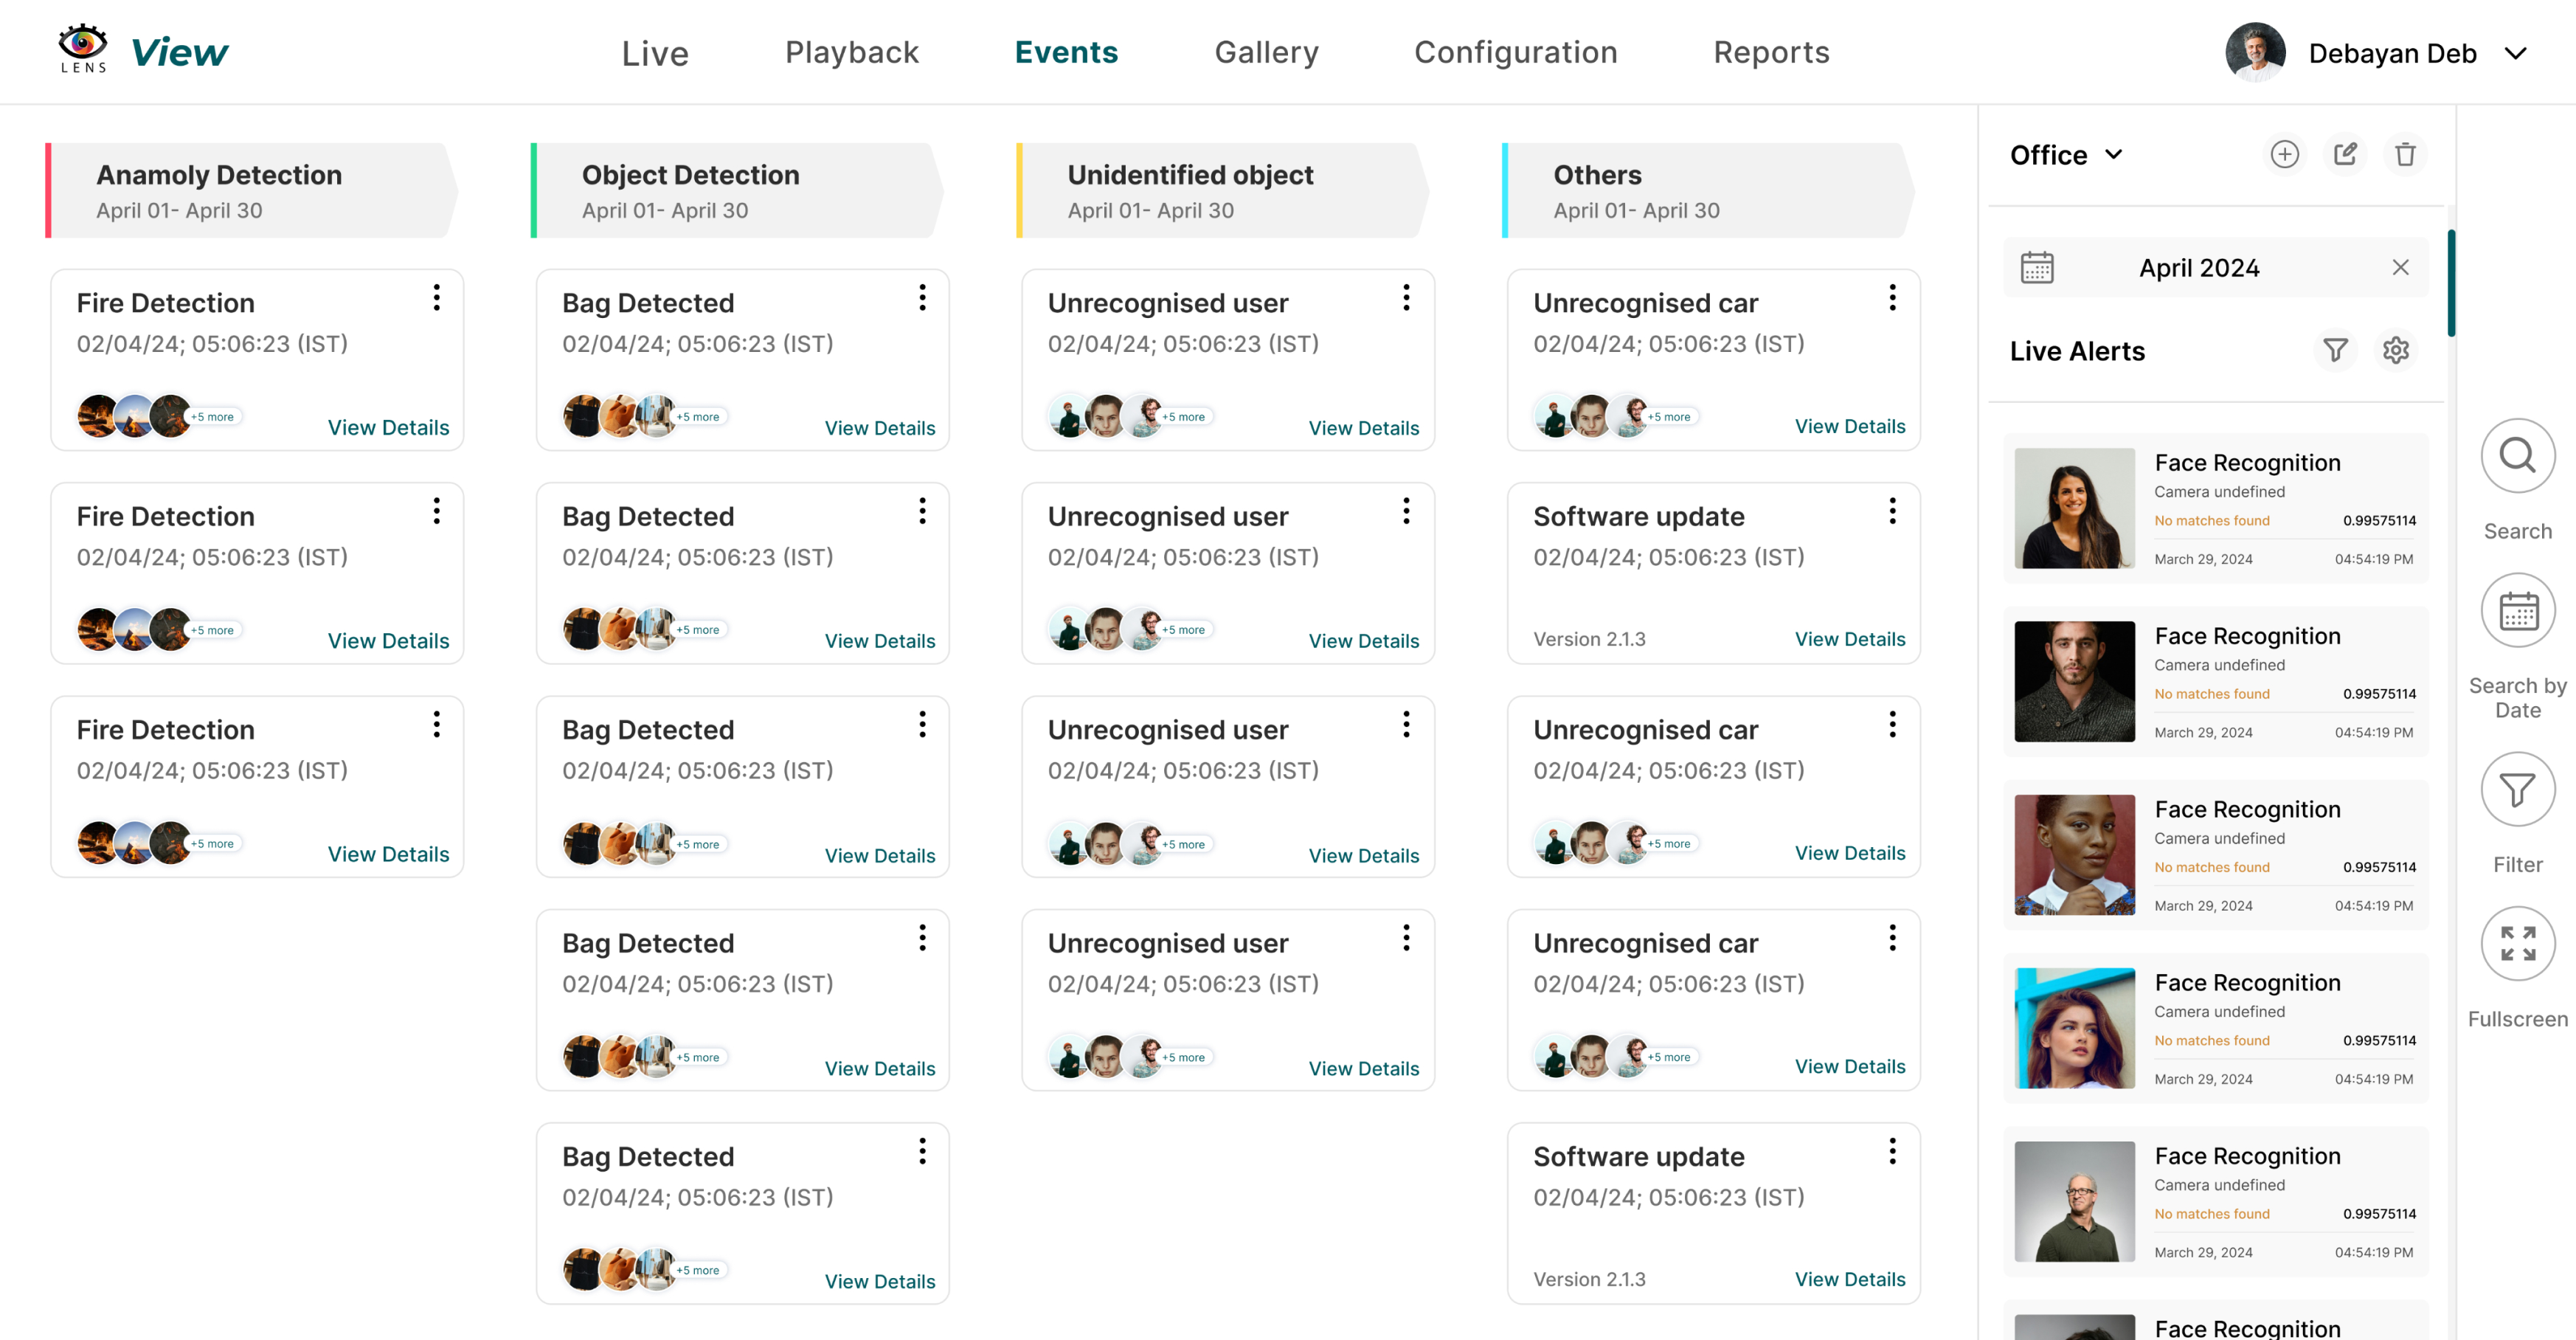 LENS
View
Live
Playback
Events
Gallery
Configuration
Reports
Debayan Deb
Anamoly Detection
April 01- April 30
Fire Detection
02/04/24; 05:06:23 (IST)
+5 more
View Details
Fire Detection
02/04/24; 05:06:23 (IST)
+5 more
View Details
Fire Detection
02/04/24; 05:06:23 (IST)
+5 more
View Details
Object Detection
April 01- April 30
Bag Detected
02/04/24; 05:06:23 (IST)
+5 more
View Details
Bag Detected
02/04/24; 05:06:23 (IST)
+5 more
View Details
Bag Detected
02/04/24; 05:06:23 (IST)
+5 more
View Details
Bag Detected
02/04/24; 05:06:23 (IST)
+5 more
View Details
Bag Detected
02/04/24; 05:06:23 (IST)
+5 more
View Details
Unidentified object
April 01- April 30
Unrecognised user
02/04/24; 05:06:23 (IST)
+5 more
View Details
Unrecognised user
02/04/24; 05:06:23 (IST)
+5 more
View Details
Unrecognised user
02/04/24; 05:06:23 (IST)
+5 more
View Details
Unrecognised user
02/04/24; 05:06:23 (IST)
+5 more
View Details
Others
April 01- April 30
Unrecognised car
02/04/24; 05:06:23 (IST)
+5 more
View Details
Software update
02/04/24; 05:06:23 (IST)
Version 2.1.3
View Details
Unrecognised car
02/04/24; 05:06:23 (IST)
+5 more
View Details
Unrecognised car
02/04/24; 05:06:23 (IST)
+5 more
View Details
Software update
02/04/24; 05:06:23 (IST)
Version 2.1.3
View Details
Office
April 2024
Live Alerts
Face Recognition
Camera undefined
No matches found 0.99575114
March 29, 2024 04:54:19 PM
Face Recognition
Camera undefined
No matches found 0.99575114
March 29, 2024 04:54:19 PM
Face Recognition
Camera undefined
No matches found 0.99575114
March 29, 2024 04:54:19 PM
Face Recognition
Camera undefined
No matches found 0.99575114
March 29, 2024 04:54:19 PM
Face Recognition
Camera undefined
No matches found 0.99575114
March 29, 2024 04:54:19 PM
Face Recognition
Search
Search by
Date
Filter
Fullscreen